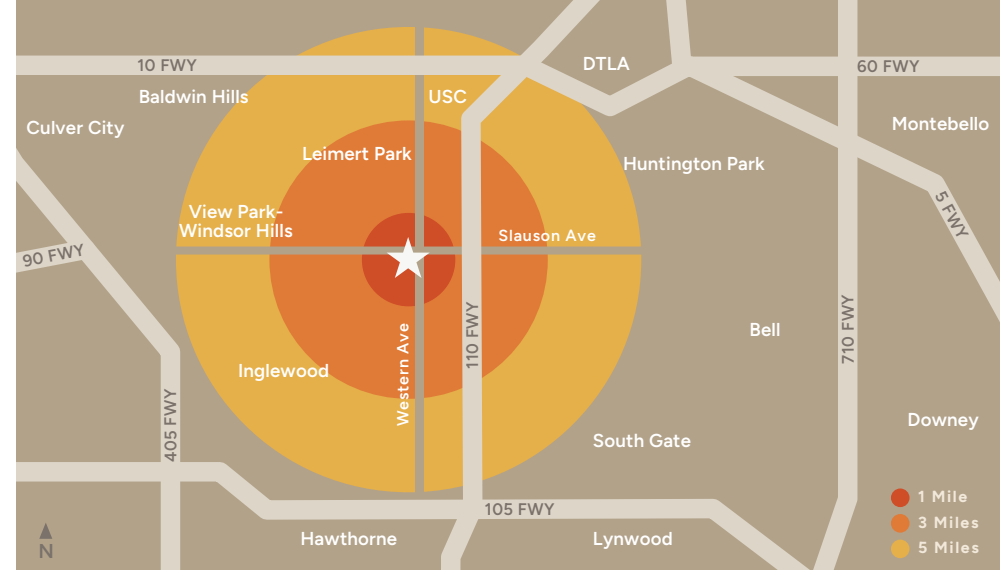 DTLA
10 FWY
60 FWY
Baldwin Hills
USC
Culver City
Montebello
Leimert Park
Huntington Park
View Park-
Windsor Hills
5 FWY
Slauson Ave
90 FWY
110 FWY
710 FWY
Bell
Western Ave
Inglewood
405 FWY
Downey
South Gate
1 Mile
105 FWY
3 Miles
Hawthorne
Lynwood
5 Miles
N